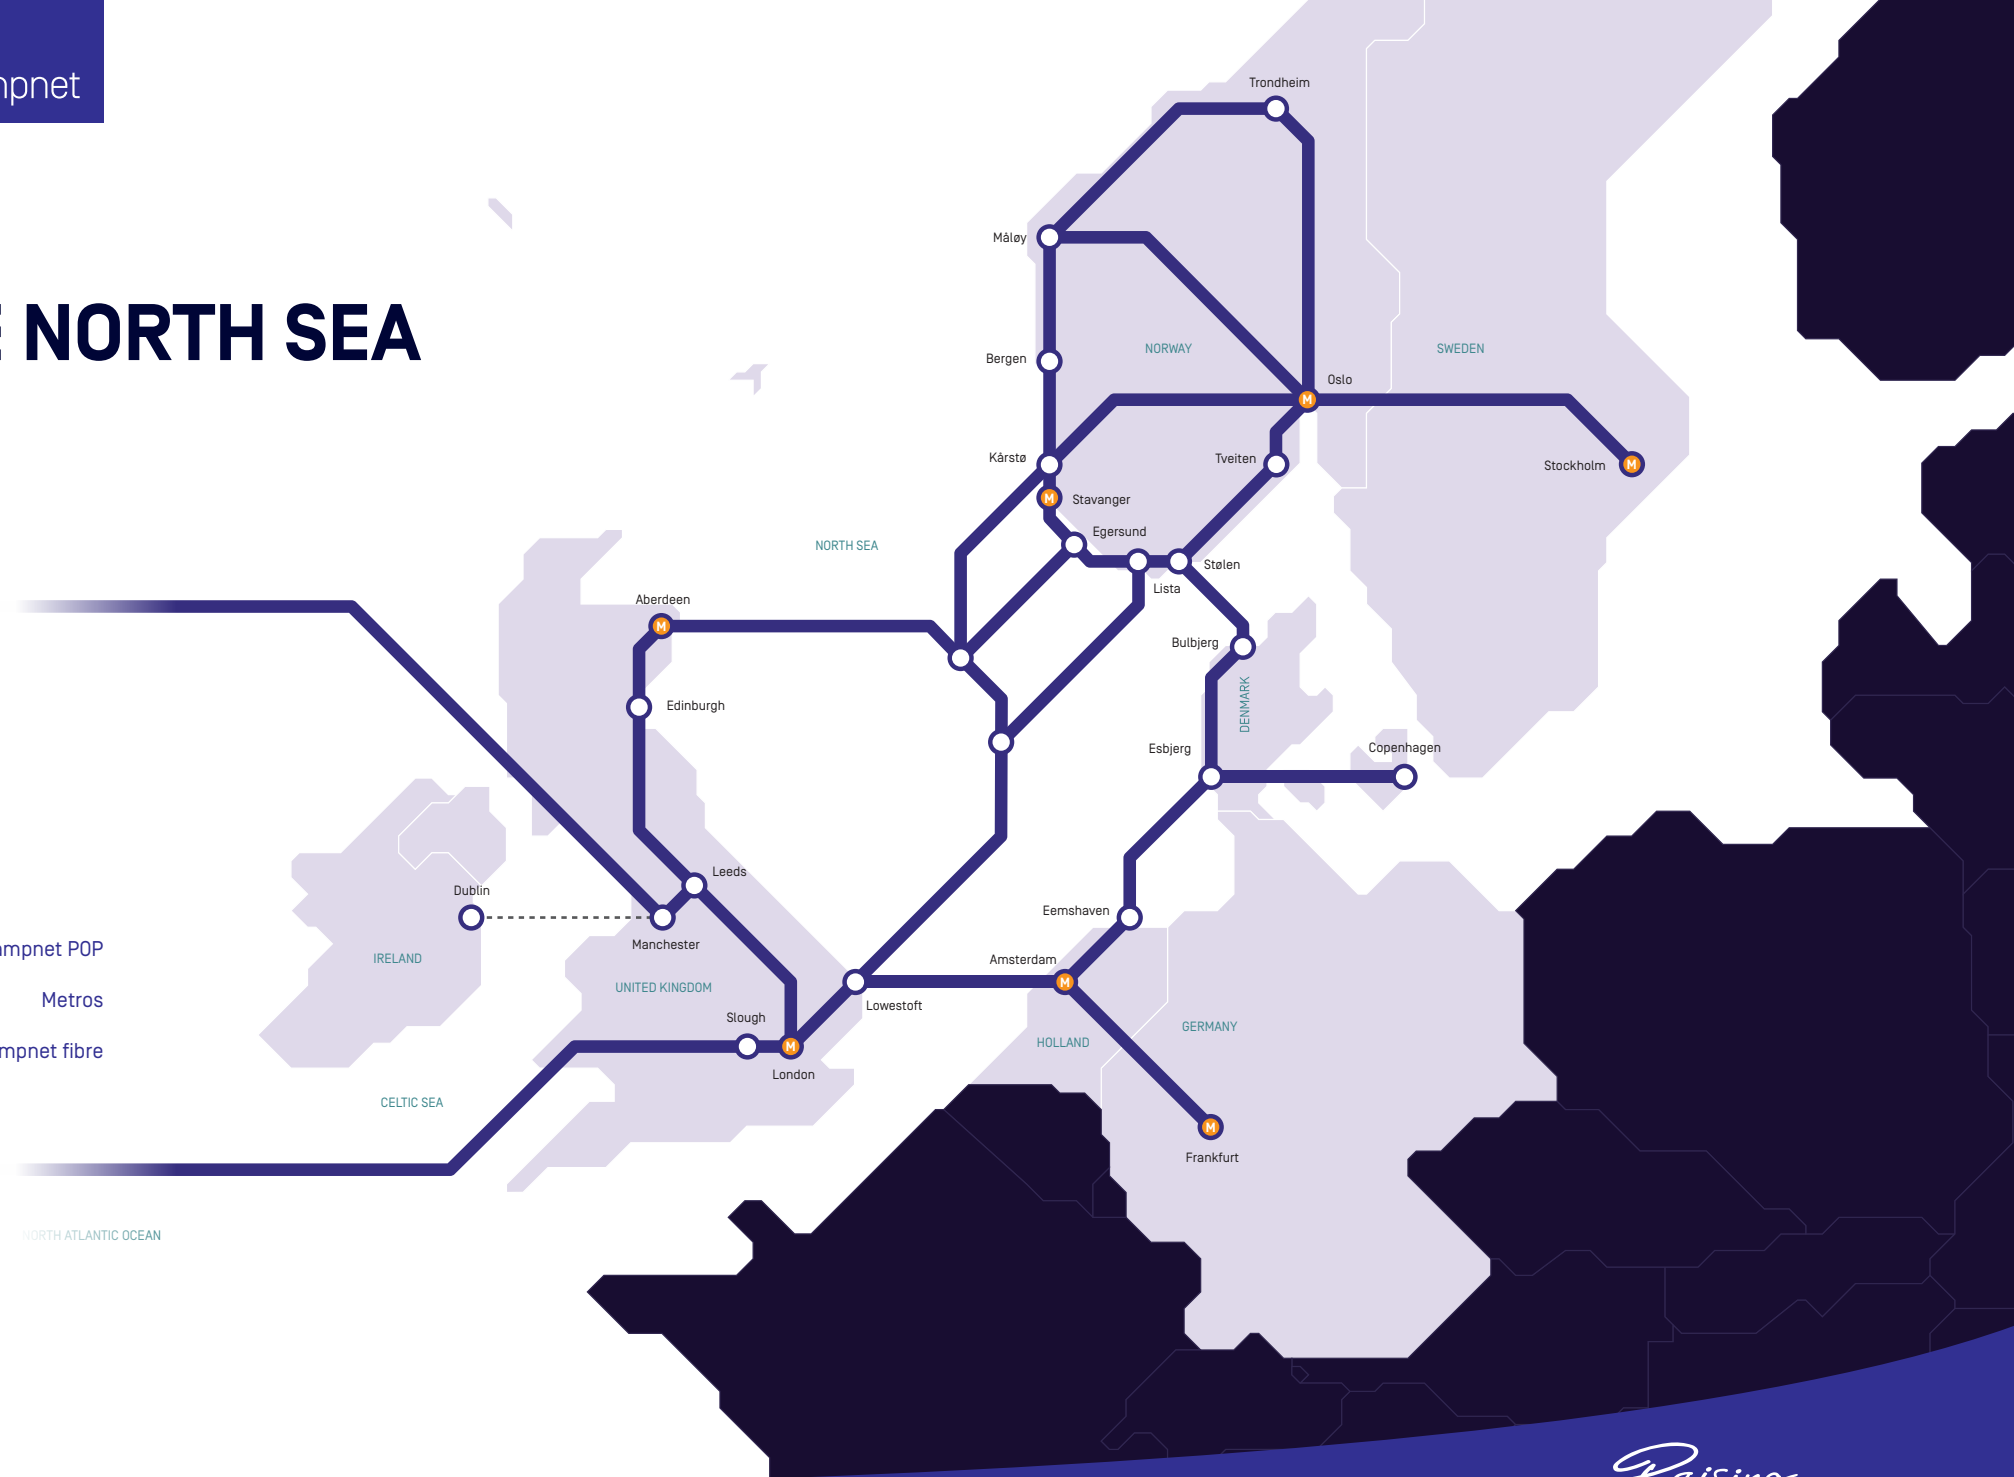 mpnet
NORTH SEA
Trondheim
Måløy
NORWAY
SWEDEN
Bergen
Oslo
Kårstø
Tveiten
Stockholm
M
Stavanger
Egersund
NORTH SEA
Stølen
Lista
Aberdeen
Bulbjerg
Edinburgh
DENMARK
Esbjerg
Copenhagen
Leeds
Dublin
Eemshaven
Manchester
ampnet POP
IRELAND
Amsterdam
UNITED KINGDOM
Metros
Lowestoft
Slough
GERMANY
HOLLAND
mpnet fibre
London
CELTIC SEA
Frankfurt
NORTH ATLANTIC OCEAN
Raising